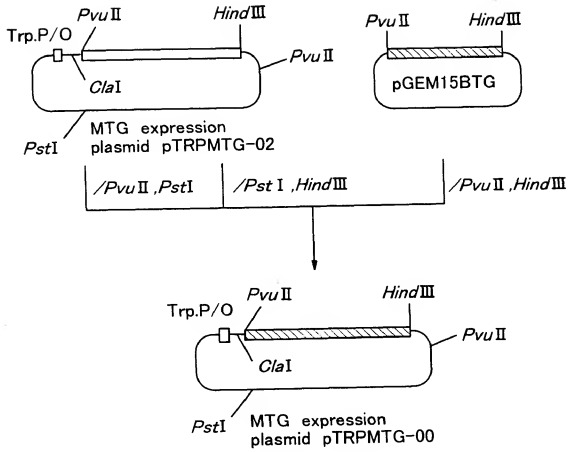 PvuⅡ HindⅢ PvuⅡ HindⅢ
Trp.P/O
PvuⅡ
ClaI
pGEM15BTG
PstI
MTG expression
plasmid pTRPMTG-02
/PvuⅡ,PstI /PstⅠ,HindⅢ /PvuⅡ,HindⅢ
PvuⅡ HindⅢ
Trp.P/O
PvuⅡ
ClaI
PstI
MTG expression
plasmid pTRPMTG-00